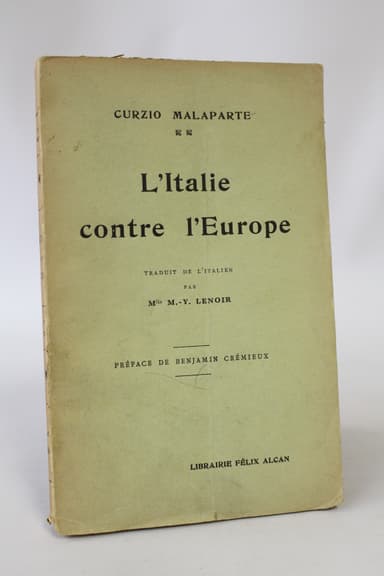 CURZIO MALAPARTE
L'Italie
contre l'Europe
TRADUIT DE L'ITALIEN
PAR
Mlle M.-Y. LENOIR
PRÉFACE DE BENJAMIN CRÉMIEUX
LIBRAIRIE FÉLIX ALCAN